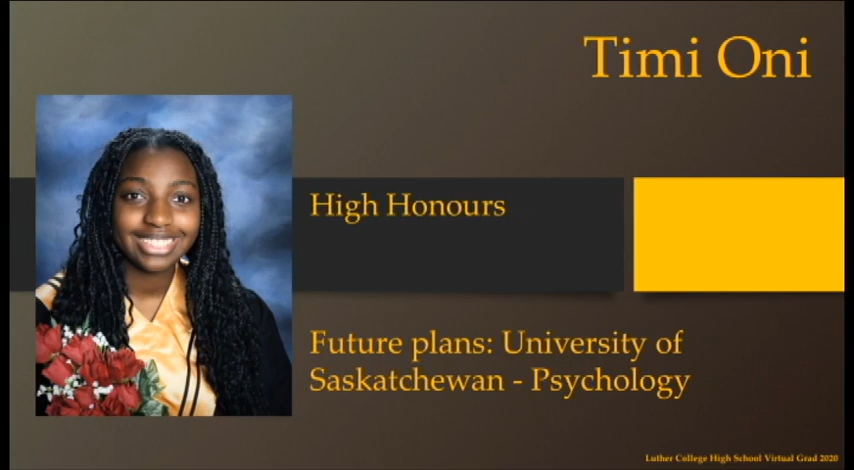 Timi Oni
High Honours
Future plans: University of
Saskatchewan - Psychology
Luther College High School Virtual Grad 2020